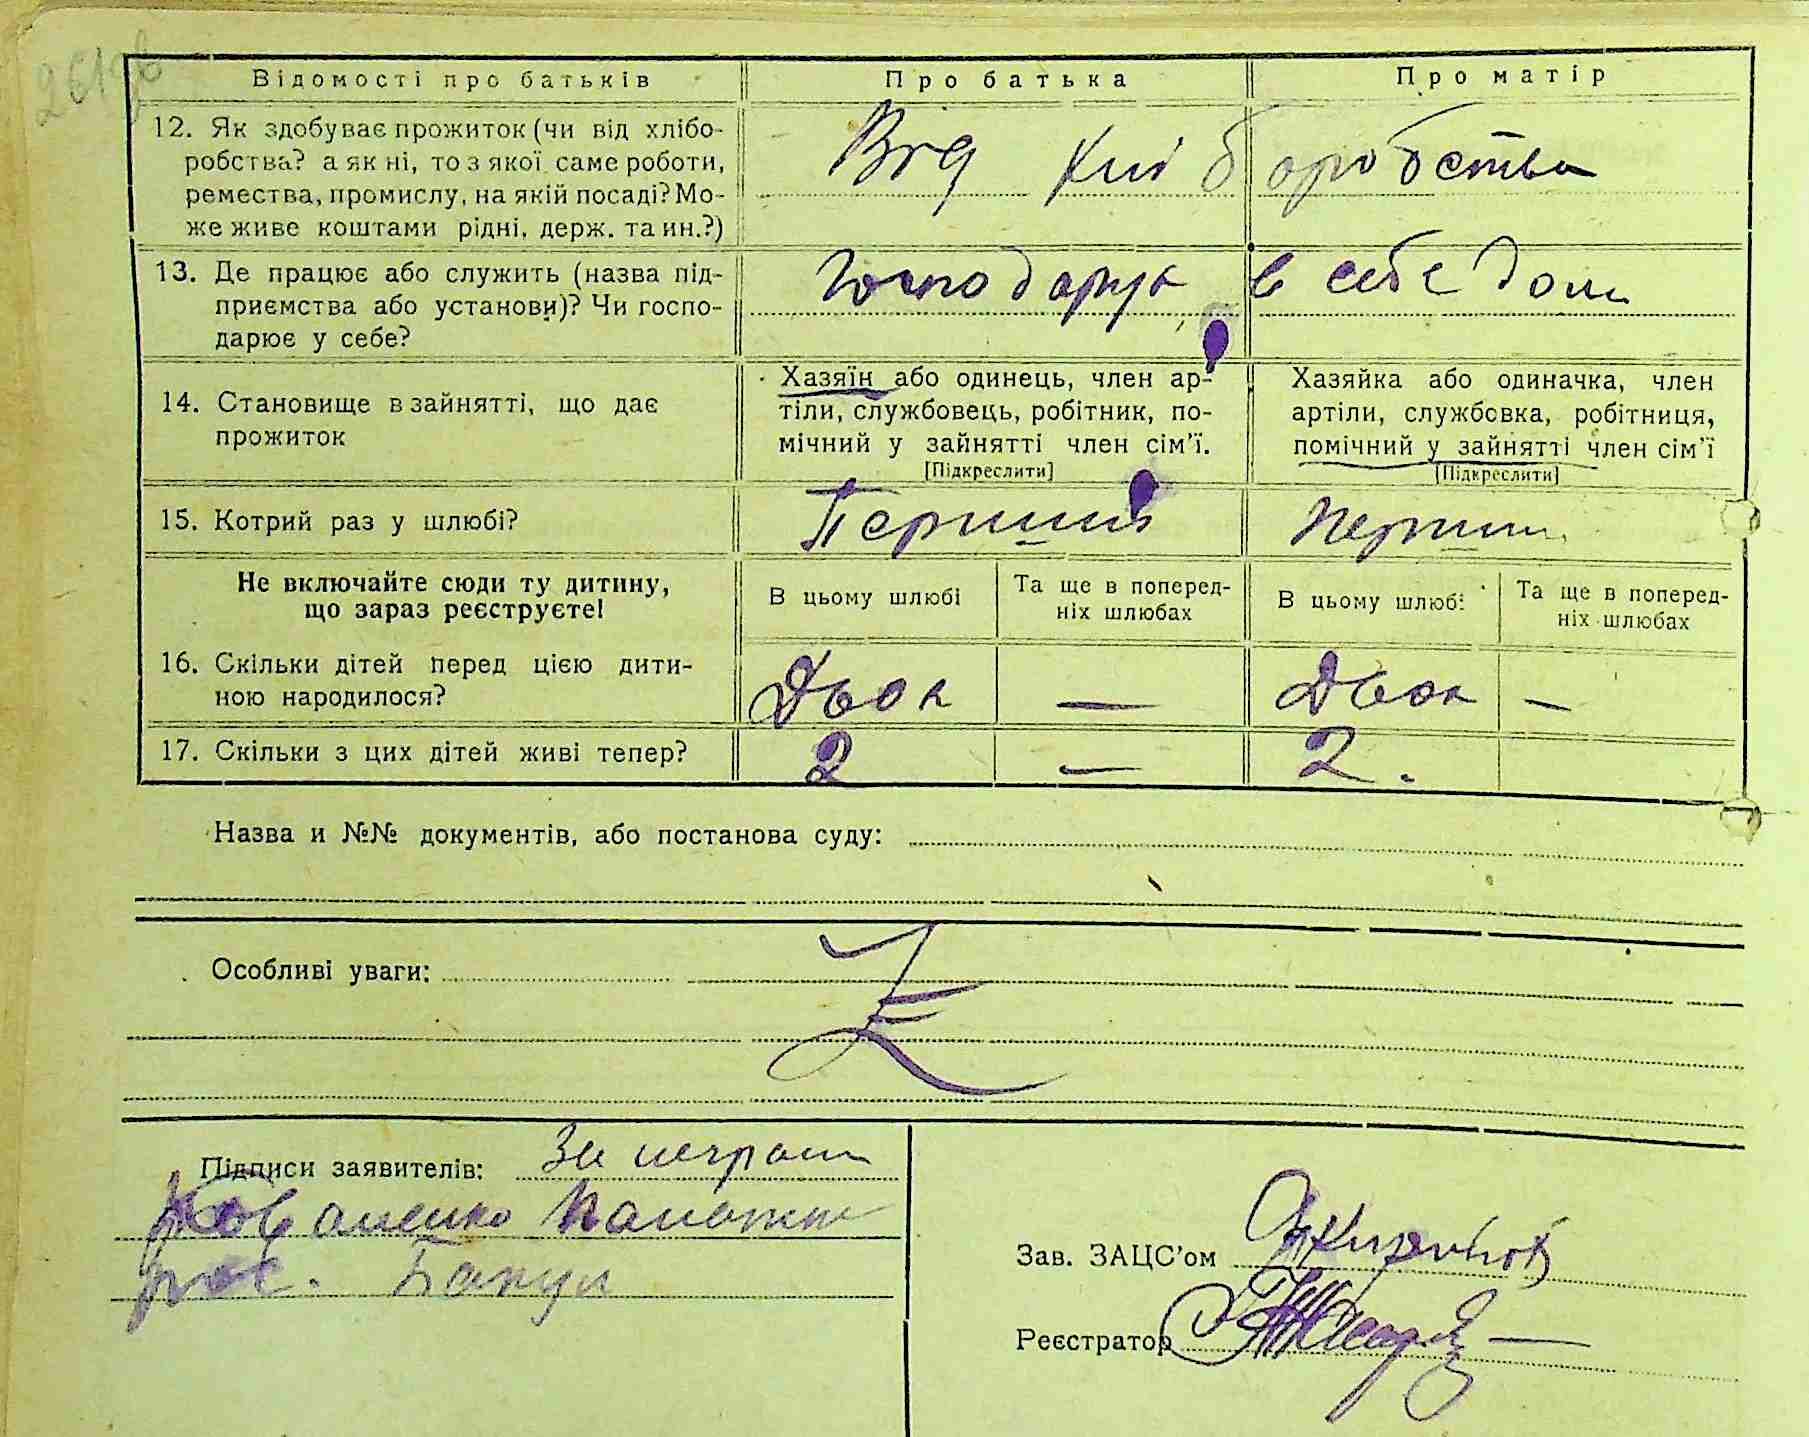 Відомості про батьків Про батька Про матір
12. Як здобуває прожиток (чи від хлібо- Від хліборобства
робства? а як ні, то з якої саме роботи,
ремества, промислу, на якій посаді? Мо-
же живе коштами рідні, держ. та ин.?)
13. Де працює або служить (назва під- Господарює в себе дома
приємства або установи)? Чи госпо-
дарює у себе?
14. Становище в зайнятті, що дає
прожиток
Хазяїн або одинець, член ар-
тіли, службовець, робітник, по-
мічний у зайнятті член сім'ї.
[Підкреслити]
Хазяйка або одиначка, член
артіли, службовка, робітниця,
помічний у зайнятті член сім'ї
[Підкреслити]
15. Котрий раз у шлюбі? Перший Перший
Не включайте сюди ту дитину,
що зараз реєструєте!
В цьому шлюбі
Та ще в поперед-
ніх шлюбах
В цьому шлюбі
Та ще в поперед-
ніх шлюбах
16. Скільки дітей перед цією дити- Двоє — Двоє —
ною народилося?
17. Скільки з цих дітей живі тепер? 2 — 2.
Назва и №№ документів, або постанова суду:
Особливі уваги:
Підписи заявителів: За неграм
Зав. ЗАЦС'ом
Реєстратор